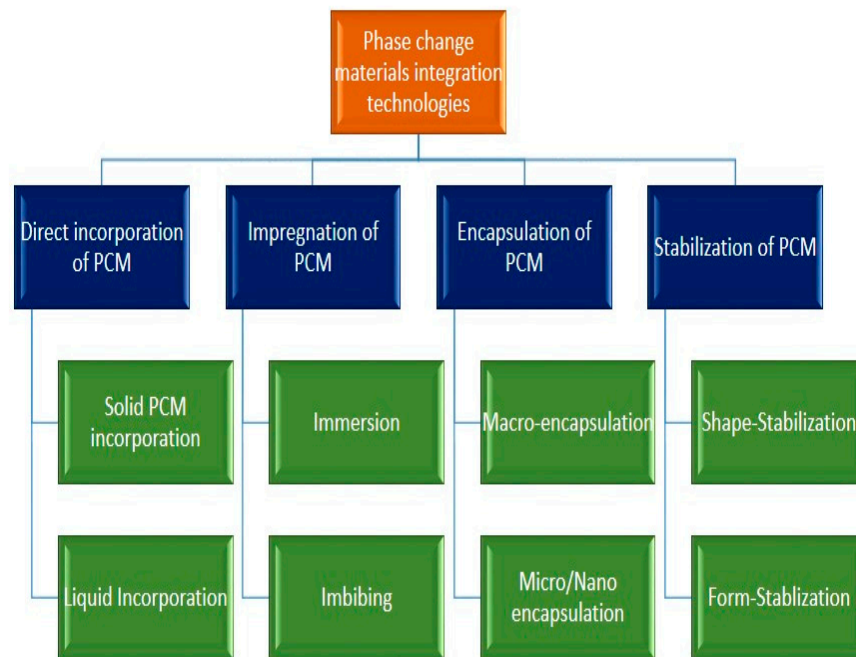 Phase change
materials integration
technologies
Direct incorporation
of PCM
Impregnation of
PCM
Encapsulation of
PCM
Stabilization of PCM
Solid PCM
incorporation
Immersion
Macro-encapsulation
Shape-Stabilization
Liquid Incorporation
Imbibing
Micro/Nano
encapsulation
Form-Stablization